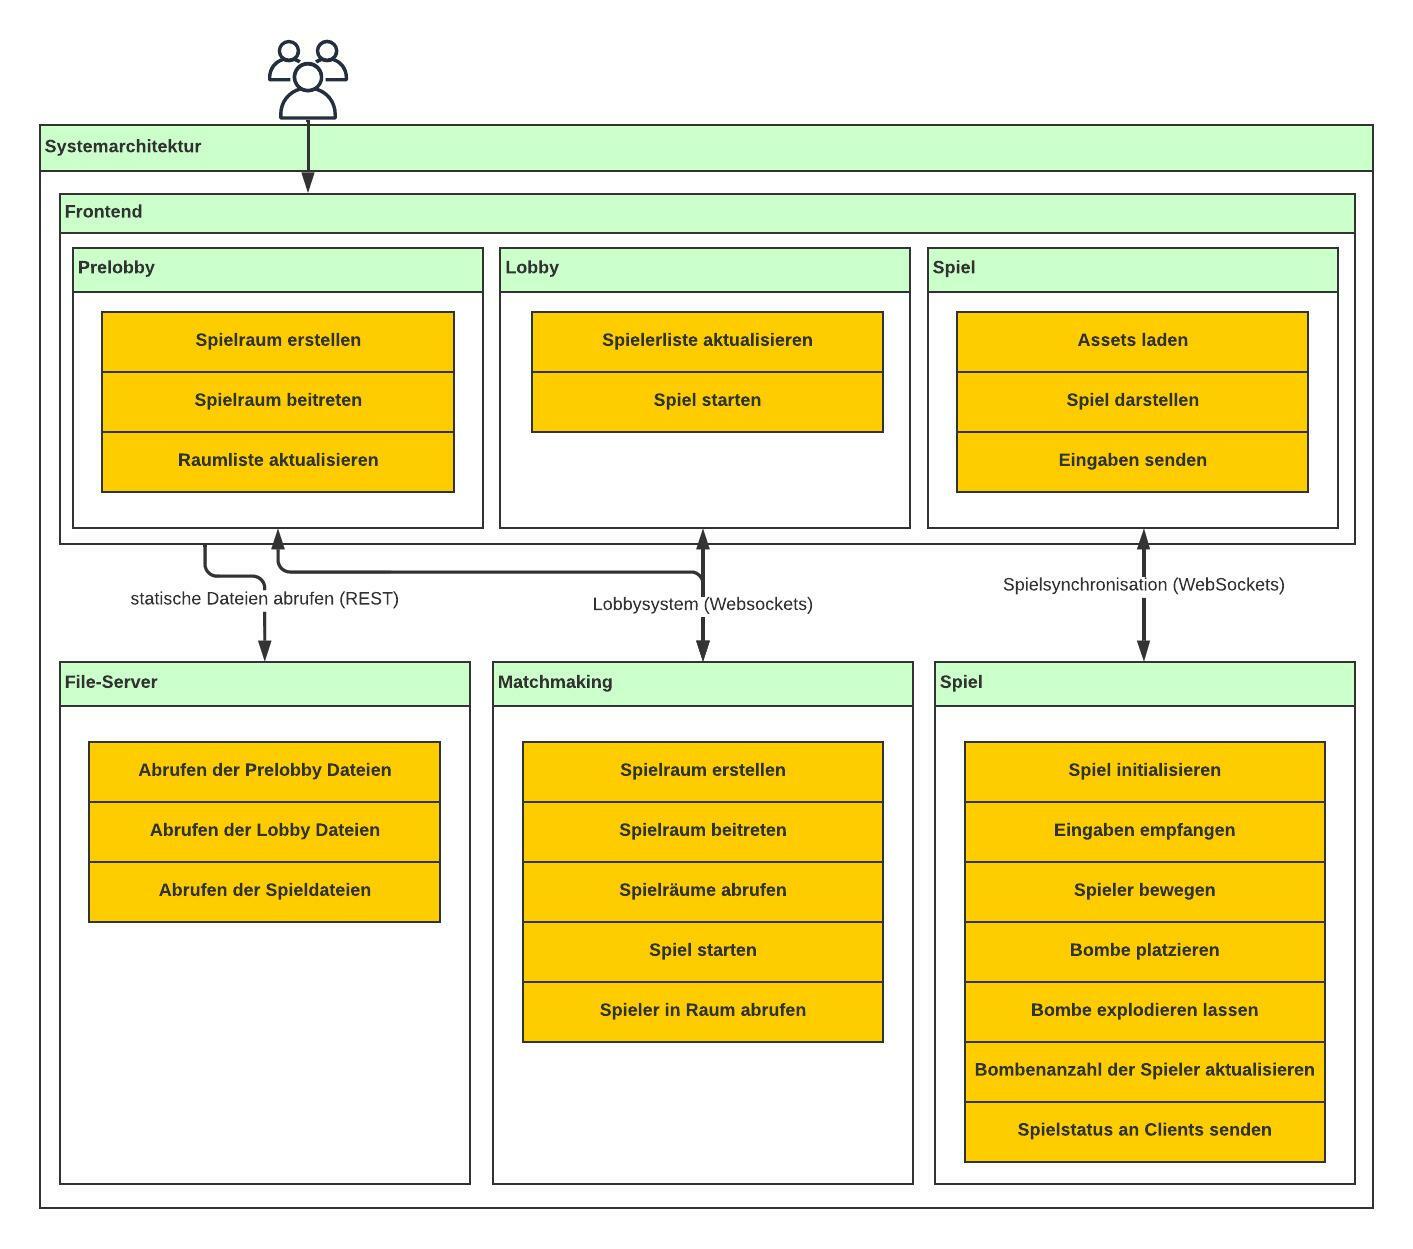 Systemarchitektur
Frontend
Prelobby
Spielraum erstellen
Spielraum beitreten
Raumliste aktualisieren
Lobby
Spielerliste aktualisieren
Spiel starten
Spiel
Assets laden
Spiel darstellen
Eingaben senden
statische Dateien abrufen (REST)
Lobbysystem (Websockets)
Spielsynchronisation (WebSockets)
File-Server
Abrufen der Prelobby Dateien
Abrufen der Lobby Dateien
Abrufen der Spieldateien
Matchmaking
Spielraum erstellen
Spielraum beitreten
Spielräume abrufen
Spiel starten
Spieler in Raum abrufen
Spiel
Spiel initialisieren
Eingaben empfangen
Spieler bewegen
Bombe platzieren
Bombe explodieren lassen
Bombenanzahl der Spieler aktualisieren
Spielstatus an Clients senden